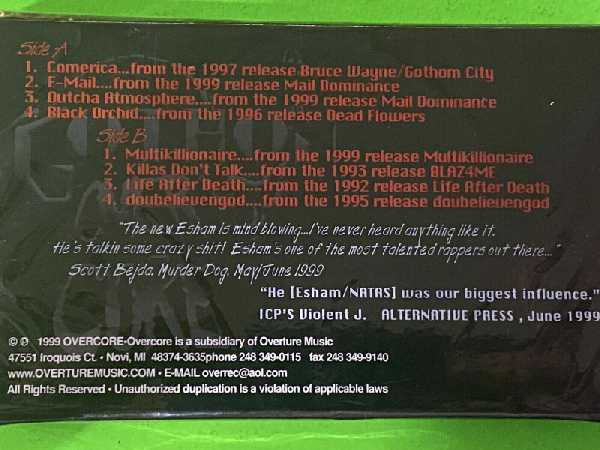 Side A
1. Comerica...from the 1997 release Bruce Wayne/Gothom City
2. E-Mail....from the 1999 release Mail Dominance
3. Outcha Atmosphere....from the 1999 release Mail Dominance
4. Black Orchid....from the 1996 release Dead Flowers
Side B
1. Multikillionaire....from the 1999 release Multikillionaire
2. Killas Don't Talk....from the 1993 release BLAZ4ME
3. Life After Death....from the 1992 release Life After Death
4. doubelievengod....from the 1995 release doubelievengod
"The new Esham is mind blowing...I've never heard anything like it.
He's talkin some crazy shit! Esham's one of the most talented rappers out there..."
Scott Bejda, Murder Dog, May/June 1999
"He [Esham/NATAS] was our biggest influence."
ICP'S Violent J. ALTERNATIVE PRESS , June 1999
© ℗ 1999 OVERCORE•Overcore is a subsidiary of Overture Music
47551 Iroquois Ct. • Novi, MI 48374-3635phone 248 349-0115 fax 248 349-9140
www.OVERTUREMUSIC.COM • E-MAIL overrec@aol.com
All Rights Reserved • Unauthorized duplication is a violation of applicable laws